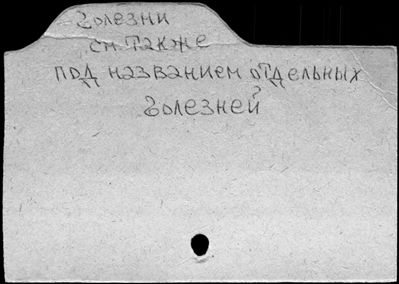 Болезни
см. также
под названием отдельных
болезней